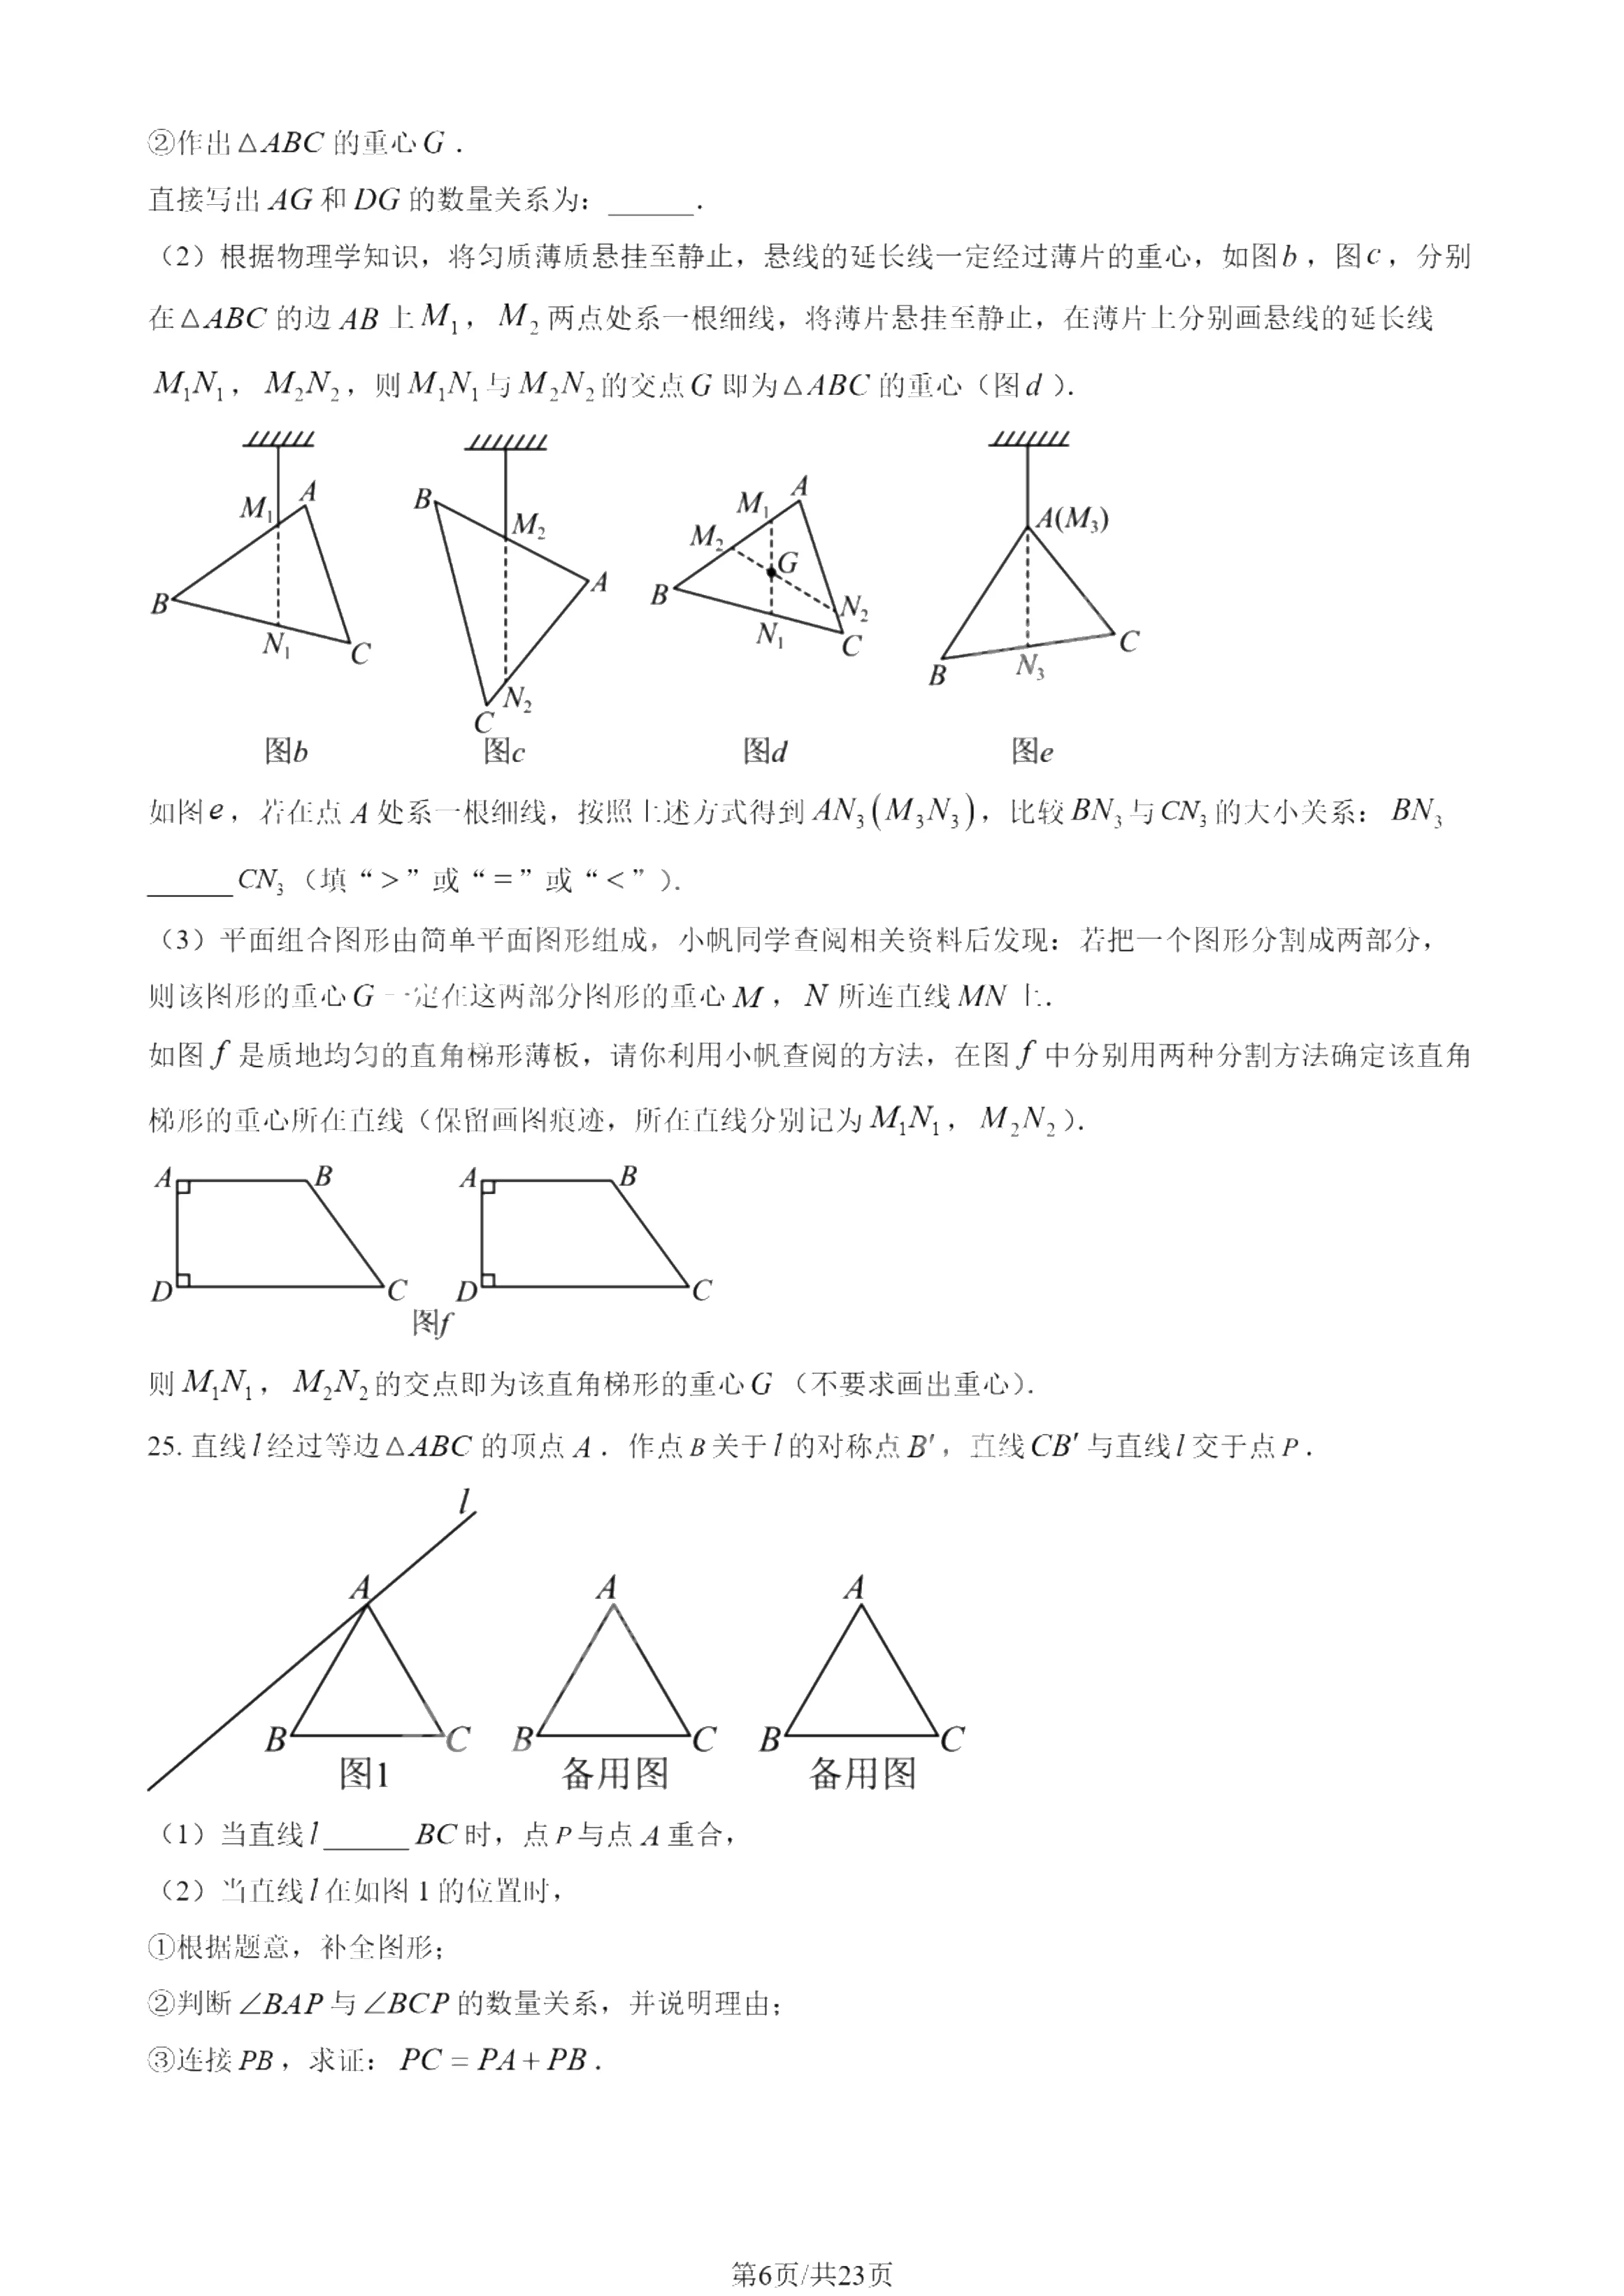 ②作出△ABC 的重心G．
直接写出 AG 和 DG 的数量关系为：______．
（2）根据物理学知识，将匀质薄质悬挂至静止，悬线的延长线一定经过薄片的重心，如图b，图c，分别
在△ABC 的边 AB 上M₁，M₂两点处系一根细线，将薄片悬挂至静止，在薄片上分别画悬线的延长线
M₁N₁，M₂N₂，则M₁N₁与M₂N₂的交点G 即为△ABC 的重心（图d）．
M₁ A B N₁ C
B M₂ A N₂ C
A M₁ M₂ G B N₂ N₁ C
A(M₃) C B N₃
图b 图c 图d 图e
如图e，若在点 A 处系一根细线，按照上述方式得到AN₃(M₃N₃)，比较BN₃与CN₃的大小关系：BN₃
______CN₃（填“>”或“=”或“<”）．
（3）平面组合图形由简单平面图形组成，小帆同学查阅相关资料后发现：若把一个图形分割成两部分，
则该图形的重心G 一定在这两部分图形的重心M，N 所连直线MN 上．
如图f 是质地均匀的直角梯形薄板，请你利用小帆查阅的方法，在图f 中分别用两种分割方法确定该直角
梯形的重心所在直线（保留画图痕迹，所在直线分别记为M₁N₁，M₂N₂）．
A B A B
D C D C
图f
则M₁N₁，M₂N₂的交点即为该直角梯形的重心G（不要求画出重心）．
25. 直线l经过等边△ABC 的顶点 A．作点B关于l的对称点B′，直线CB′与直线l交于点P．
l
A A A
B C B C B C
图1 备用图 备用图
（1）当直线l______BC时，点P与点 A 重合，
（2）当直线l在如图 1 的位置时，
①根据题意，补全图形；
②判断∠BAP与∠BCP的数量关系，并说明理由；
③连接PB，求证：PC = PA + PB．
第6页/共23页